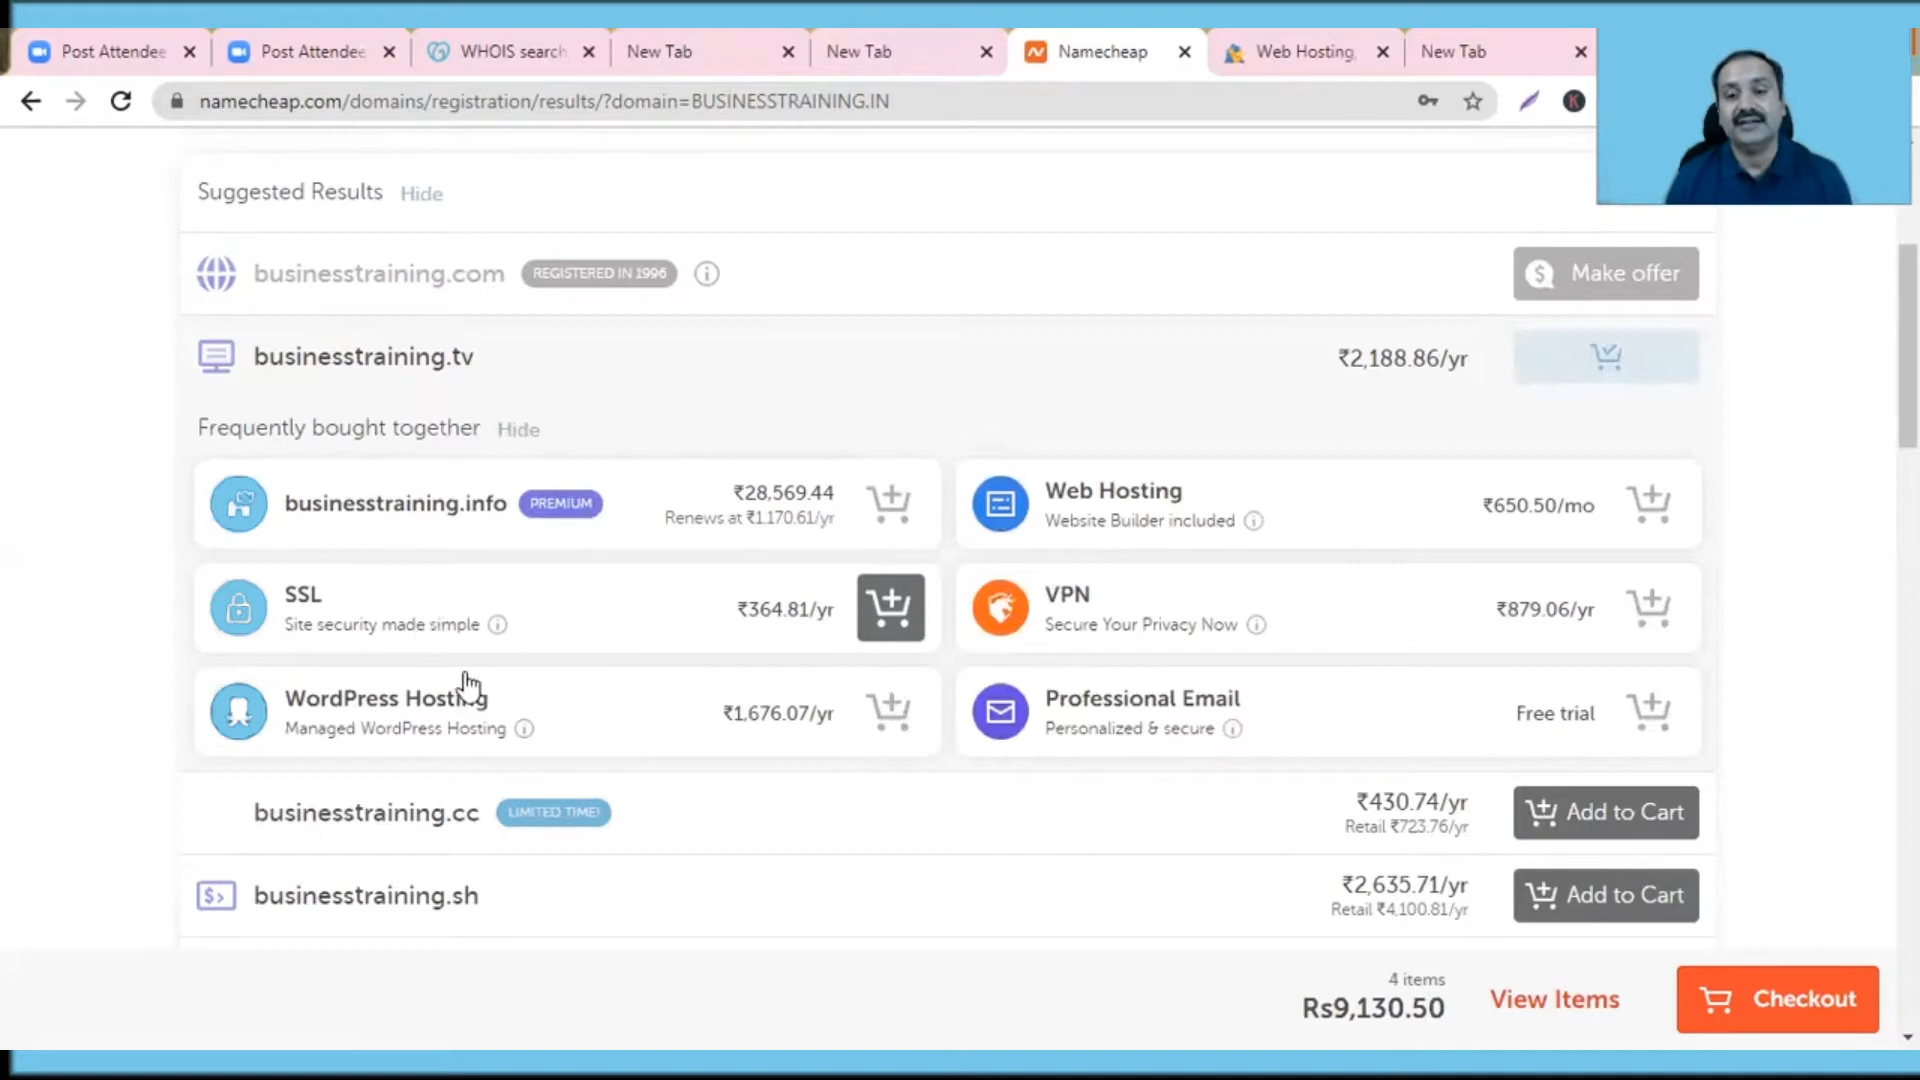 Post Attendee
Post Attendee
WHOIS search
New Tab
New Tab
Namecheap
Web Hosting,
New Tab
namecheap.com/domains/registration/results/?domain=BUSINESSTRAINING.IN
K
Suggested Results Hide
businesstraining.com REGISTERED IN 1996
Make offer
businesstraining.tv
₹2,188.86/yr
Frequently bought together Hide
businesstraining.info PREMIUM
₹28,569.44
Renews at ₹1,170.61/yr
Web Hosting
Website Builder included
₹650.50/mo
SSL
Site security made simple
₹364.81/yr
VPN
Secure Your Privacy Now
₹879.06/yr
WordPress Hosting
Managed WordPress Hosting
₹1,676.07/yr
Professional Email
Personalized & secure
Free trial
businesstraining.cc LIMITED TIME!
₹430.74/yr
Retail ₹723.76/yr
Add to Cart
businesstraining.sh
₹2,635.71/yr
Retail ₹4,100.81/yr
Add to Cart
4 items
Rs9,130.50
View Items
Checkout